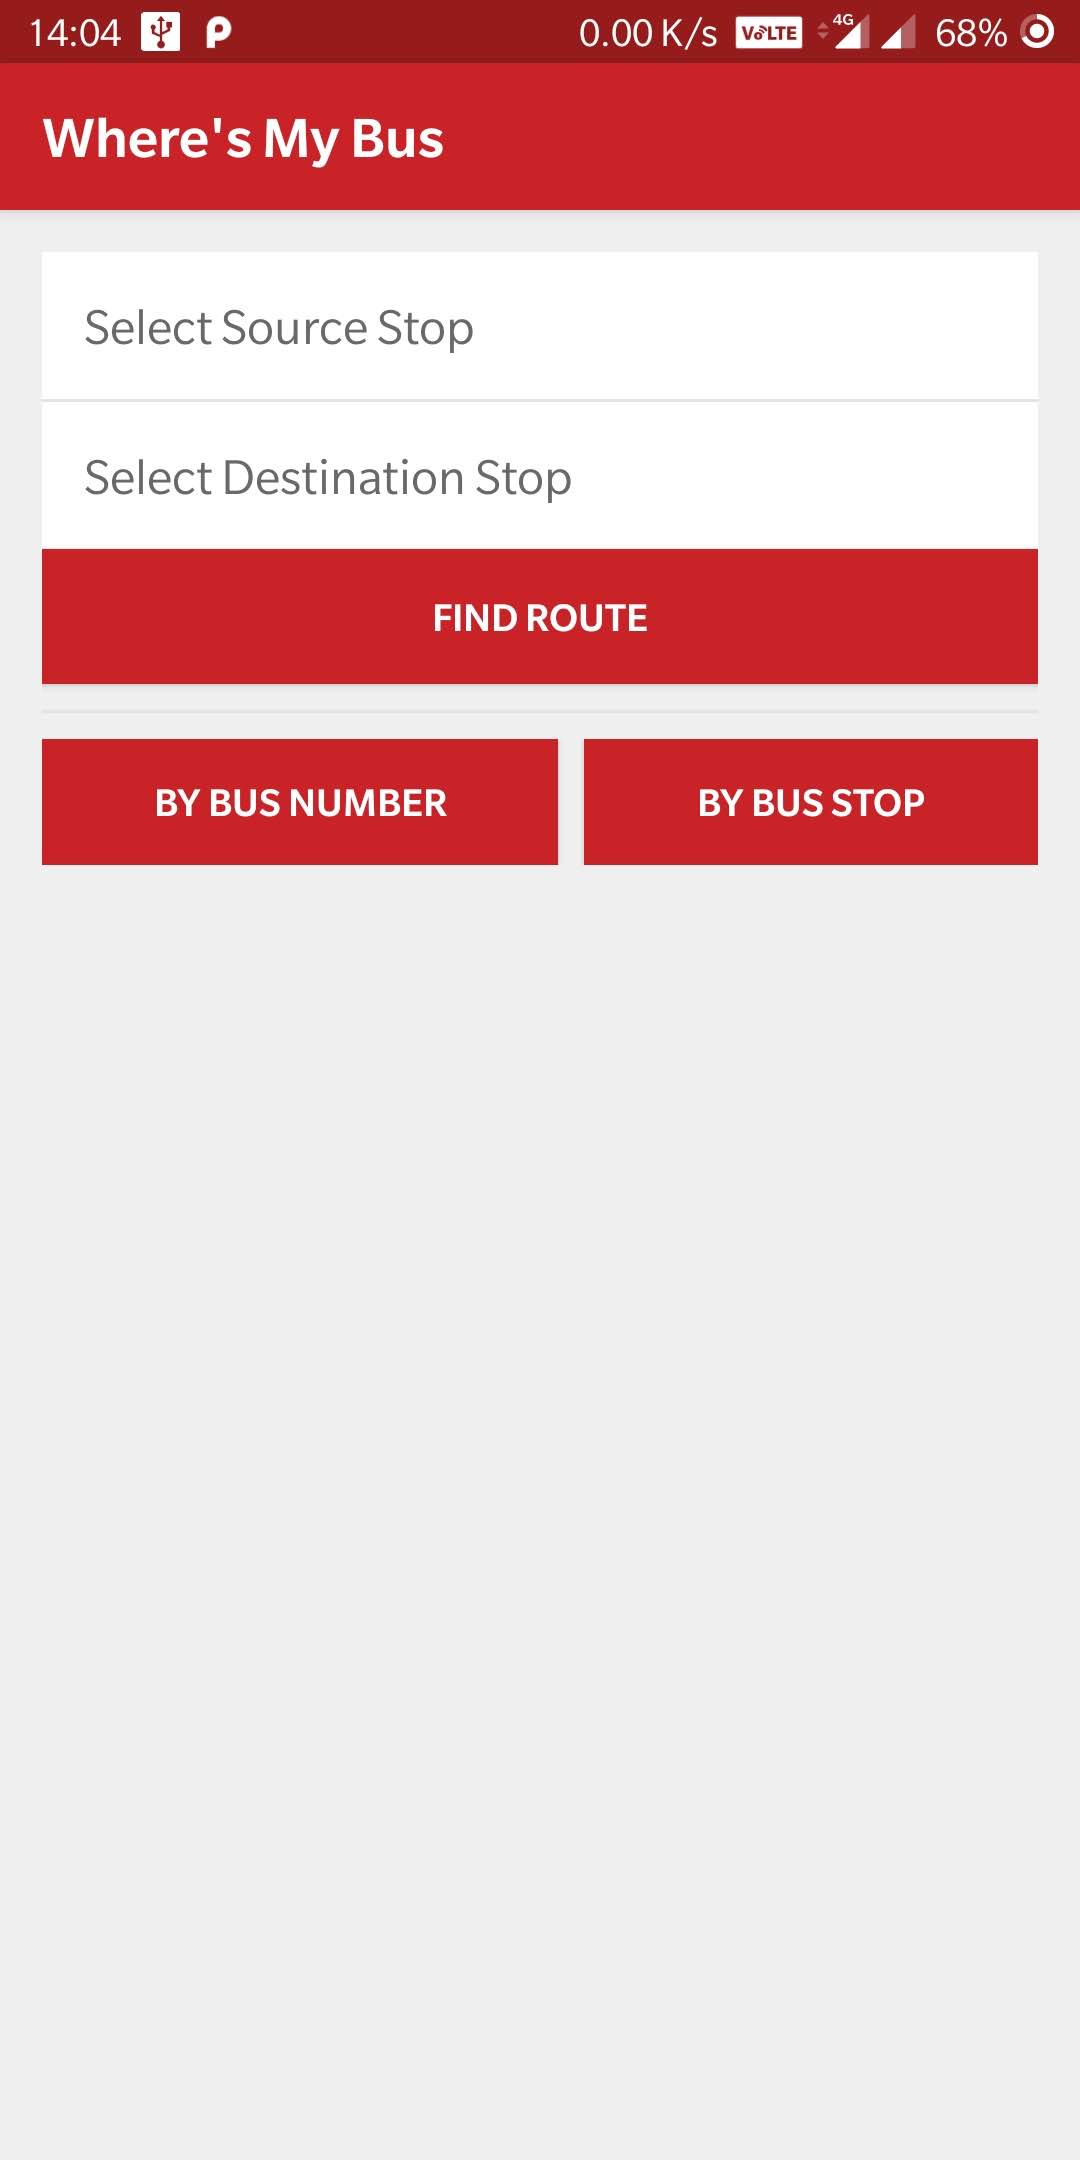 14:04 0.00 K/s VoLTE 4G 68%
Where's My Bus
Select Source Stop
Select Destination Stop
FIND ROUTE
BY BUS NUMBER BY BUS STOP